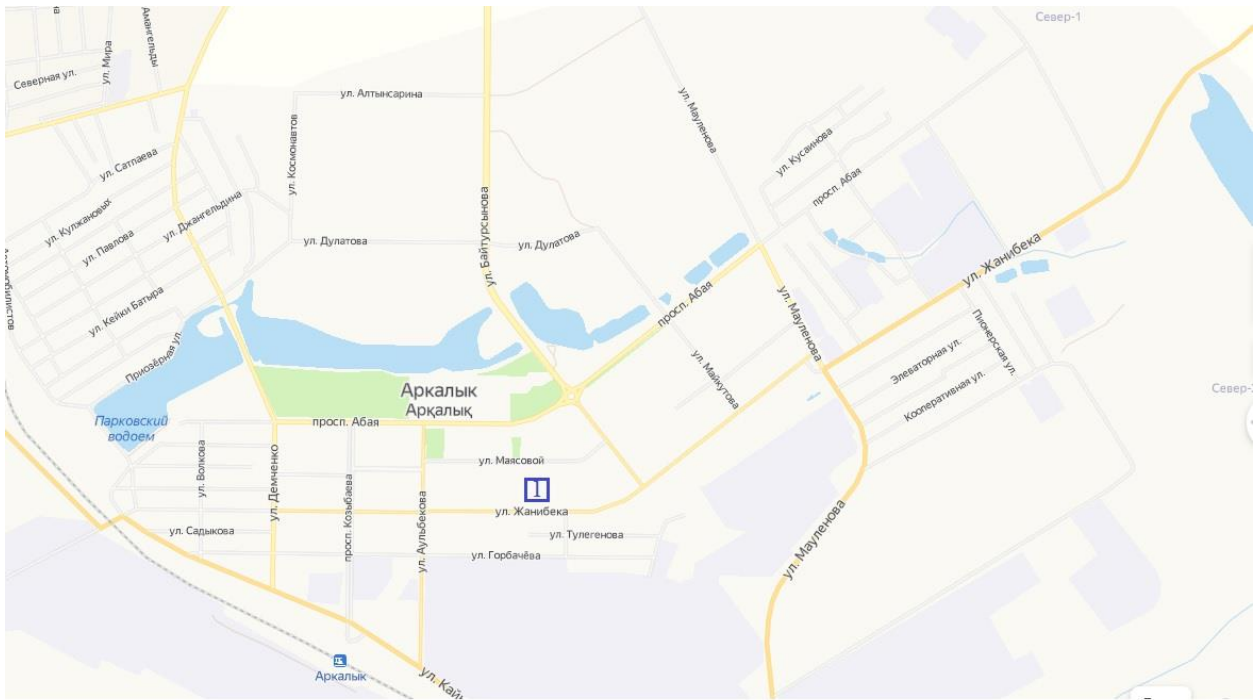 Север-1
Амангельды
ул. Мира
Северная ул.
ул. Алтынсарина
ул. Мауленова
ул. Кусаинова
ул. Сатпаева
ул. Космонавтов
просп. Абая
ул. Кулжановых
ул. Джангельдина
ул. Павлова
ул. Байтурсынова
ул. Дулатова
ул. Дулатова
ул. Жанибека
ул. Кейки Батыра
просп. Абая
ул. Мауленова
Пионерская ул.
Приозёрная ул.
ул. Майкутова
Элеваторная ул.
Аркалык
Арқалық
Кооперативная ул.
Север-2
Парковский
водоем
просп. Абая
ул. Волкова
ул. Демченко
просп. Козыбаева
ул. Аульбекова
ул. Маясовой
1
ул. Жанибека
ул. Садыкова
ул. Тулегенова
ул. Горбачёва
ул. Мауленова
Аркалык